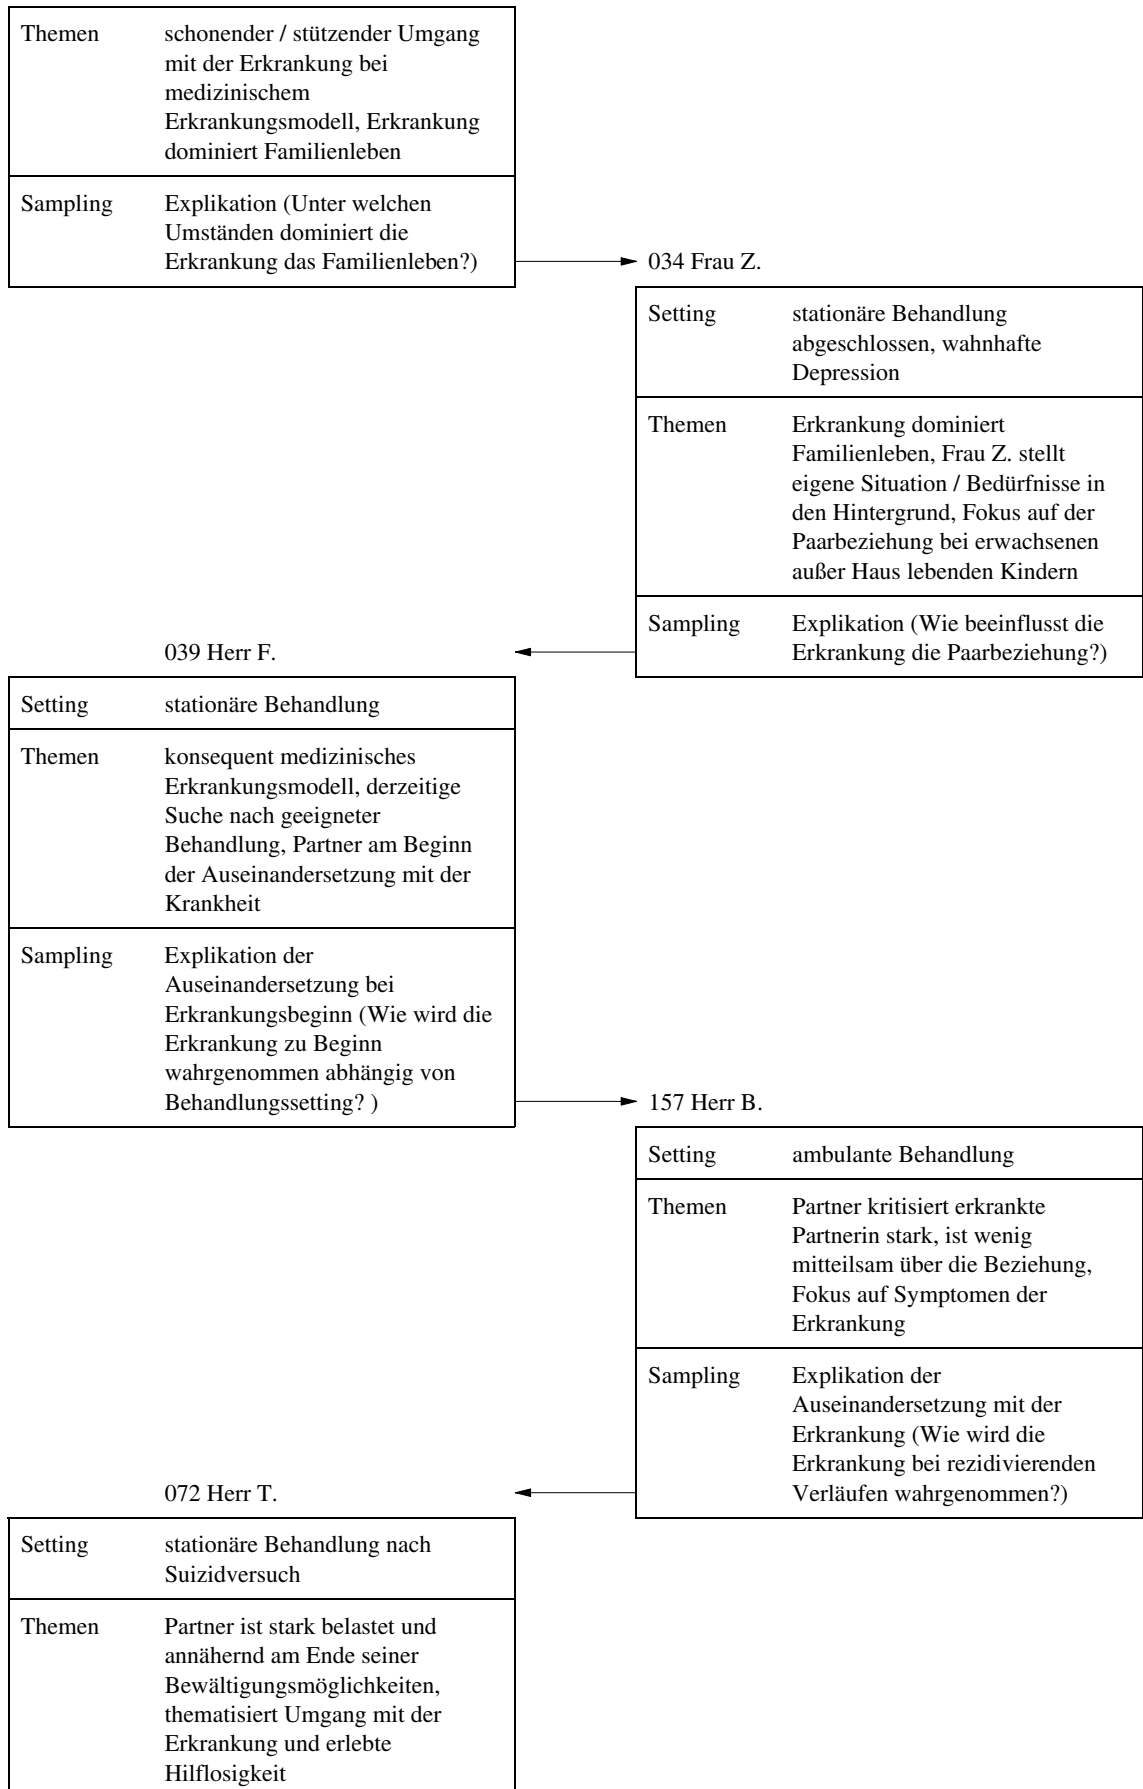 Themen schonender / stützender Umgang
mit der Erkrankung bei
medizinischem
Erkrankungsmodell, Erkrankung
dominiert Familienleben
Sampling Explikation (Unter welchen
Umständen dominiert die
Erkrankung das Familienleben?)
034 Frau Z.
Setting stationäre Behandlung
abgeschlossen, wahnhafte
Depression
Themen Erkrankung dominiert
Familienleben, Frau Z. stellt
eigene Situation / Bedürfnisse in
den Hintergrund, Fokus auf der
Paarbeziehung bei erwachsenen
außer Haus lebenden Kindern
Sampling Explikation (Wie beeinflusst die
Erkrankung die Paarbeziehung?)
039 Herr F.
Setting stationäre Behandlung
Themen konsequent medizinisches
Erkrankungsmodell, derzeitige
Suche nach geeigneter
Behandlung, Partner am Beginn
der Auseinandersetzung mit der
Krankheit
Sampling Explikation der
Auseinandersetzung bei
Erkrankungsbeginn (Wie wird die
Erkrankung zu Beginn
wahrgenommen abhängig von
Behandlungssetting? )
157 Herr B.
Setting ambulante Behandlung
Themen Partner kritisiert erkrankte
Partnerin stark, ist wenig
mitteilsam über die Beziehung,
Fokus auf Symptomen der
Erkrankung
Sampling Explikation der
Auseinandersetzung mit der
Erkrankung (Wie wird die
Erkrankung bei rezidivierenden
Verläufen wahrgenommen?)
072 Herr T.
Setting stationäre Behandlung nach
Suizidversuch
Themen Partner ist stark belastet und
annähernd am Ende seiner
Bewältigungsmöglichkeiten,
thematisiert Umgang mit der
Erkrankung und erlebte
Hilflosigkeit